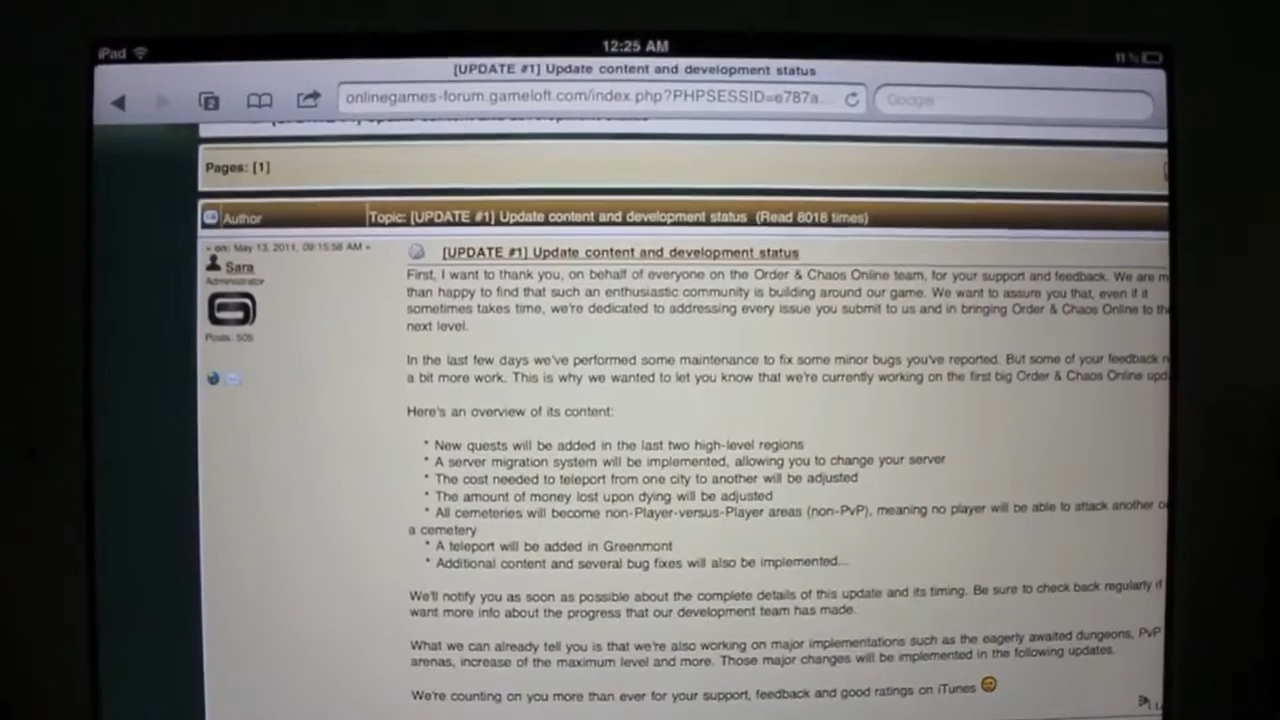 iPad
12:25 AM
[UPDATE #1] Update content and development status
onlinegames-forum.gameloft.com/index.php?PHPSESSID=e787a...
Google
Pages: [1]
Author
Topic: [UPDATE #1] Update content and development status (Read 8018 times)
« on: May 13, 2011, 09:15:58 AM »
[UPDATE #1] Update content and development status
Sara
Administrator
Posts: 505
First, I want to thank you, on behalf of everyone on the Order & Chaos Online team, for your support and feedback. We are m
than happy to find that such an enthusiastic community is building around our game. We want to assure you that, even if it
sometimes takes time, we're dedicated to addressing every issue you submit to us and in bringing Order & Chaos Online to the
next level.
In the last few days we've performed some maintenance to fix some minor bugs you've reported. But some of your feedback
a bit more work. This is why we wanted to let you know that we're currently working on the first big Order & Chaos Online upd
Here's an overview of its content:
* New quests will be added in the last two high-level regions
* A server migration system will be implemented, allowing you to change your server
* The cost needed to teleport from one city to another will be adjusted
* The amount of money lost upon dying will be adjusted
* All cemeteries will become non-Player-versus-Player areas (non-PvP), meaning no player will be able to attack another
a cemetery
* A teleport will be added in Greenmont
* Additional content and several bug fixes will also be implemented...
We'll notify you as soon as possible about the complete details of this update and its timing. Be sure to check back regularly if
want more info about the progress that our development team has made.
What we can already tell you is that we're also working on major implementations such as the eagerly awaited dungeons, PvP
arenas, increase of the maximum level and more. Those major changes will be implemented in the following updates.
We're counting on you more than ever for your support, feedback and good ratings on iTunes